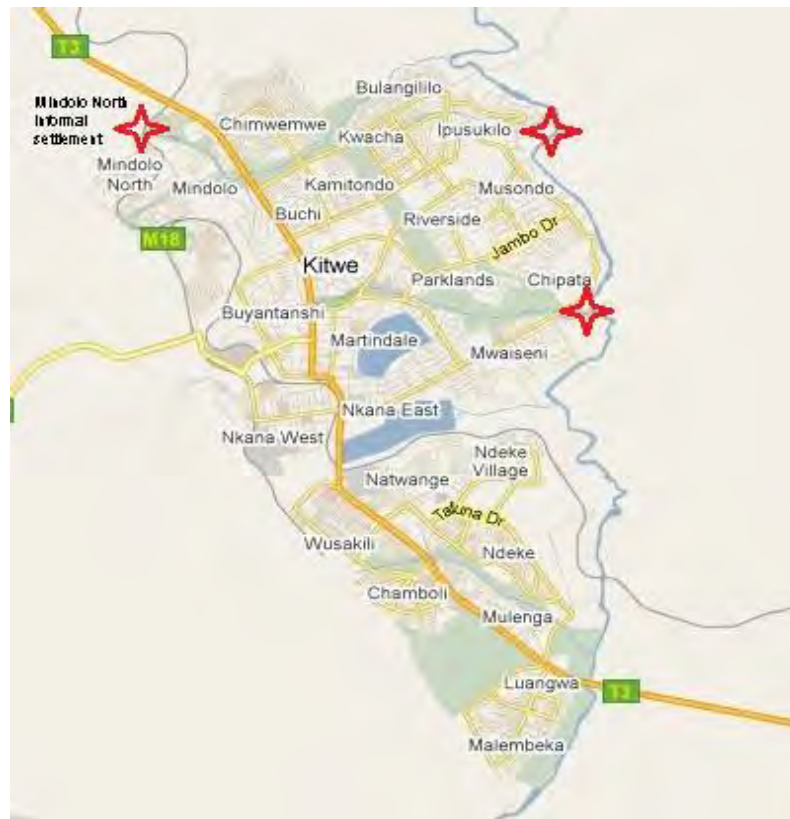 T3
Bulangililo
Mindolo North
Informal
settlement
Chimwemwe
Ipusukilo
Kwacha
Mindolo
North
Mindolo
Kamitondo
Musondo
Buchi
Riverside
M18
Jambo Dr
Kitwe
Parklands
Chipata
Buyantanshi
Martindale
Mwaiseni
Nkana East
Nkana West
Ndeke
Village
Natwange
Taluna Dr
Wusakili
Ndeke
Chamboli
Mulenga
Luangwa
T3
Malembeka